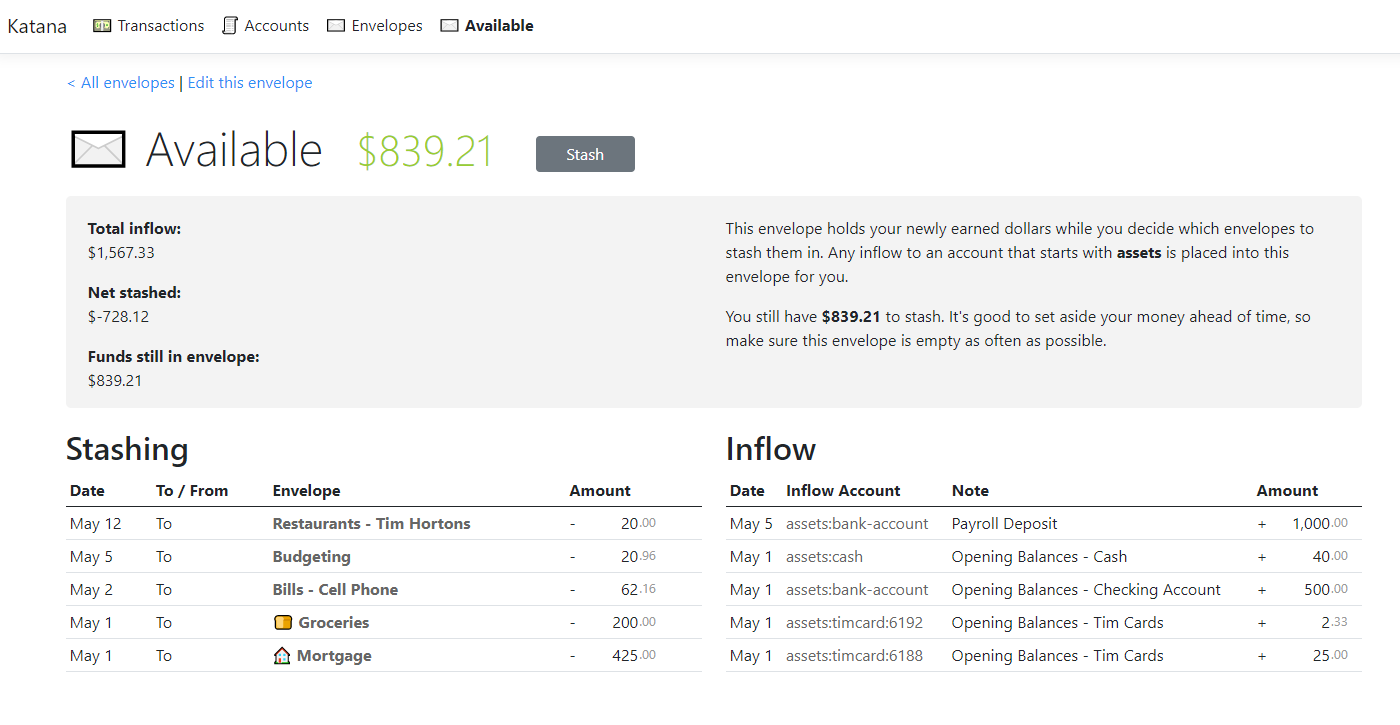 Katana Transactions Accounts Envelopes Available
< All envelopes | Edit this envelope
Available $839.21 Stash
Total inflow:
$1,567.33
Net stashed:
$-728.12
Funds still in envelope:
$839.21
This envelope holds your newly earned dollars while you decide which envelopes to
stash them in. Any inflow to an account that starts with assets is placed into this
envelope for you.
You still have $839.21 to stash. It's good to set aside your money ahead of time, so
make sure this envelope is empty as often as possible.
Stashing
Date To / From Envelope Amount
May 12 To Restaurants - Tim Hortons - 20.00
May 5 To Budgeting - 20.96
May 2 To Bills - Cell Phone - 62.16
May 1 To Groceries - 200.00
May 1 To Mortgage - 425.00
Inflow
Date Inflow Account Note Amount
May 5 assets:bank-account Payroll Deposit + 1,000.00
May 1 assets:cash Opening Balances - Cash + 40.00
May 1 assets:bank-account Opening Balances - Checking Account + 500.00
May 1 assets:timcard:6192 Opening Balances - Tim Cards + 2.33
May 1 assets:timcard:6188 Opening Balances - Tim Cards + 25.00